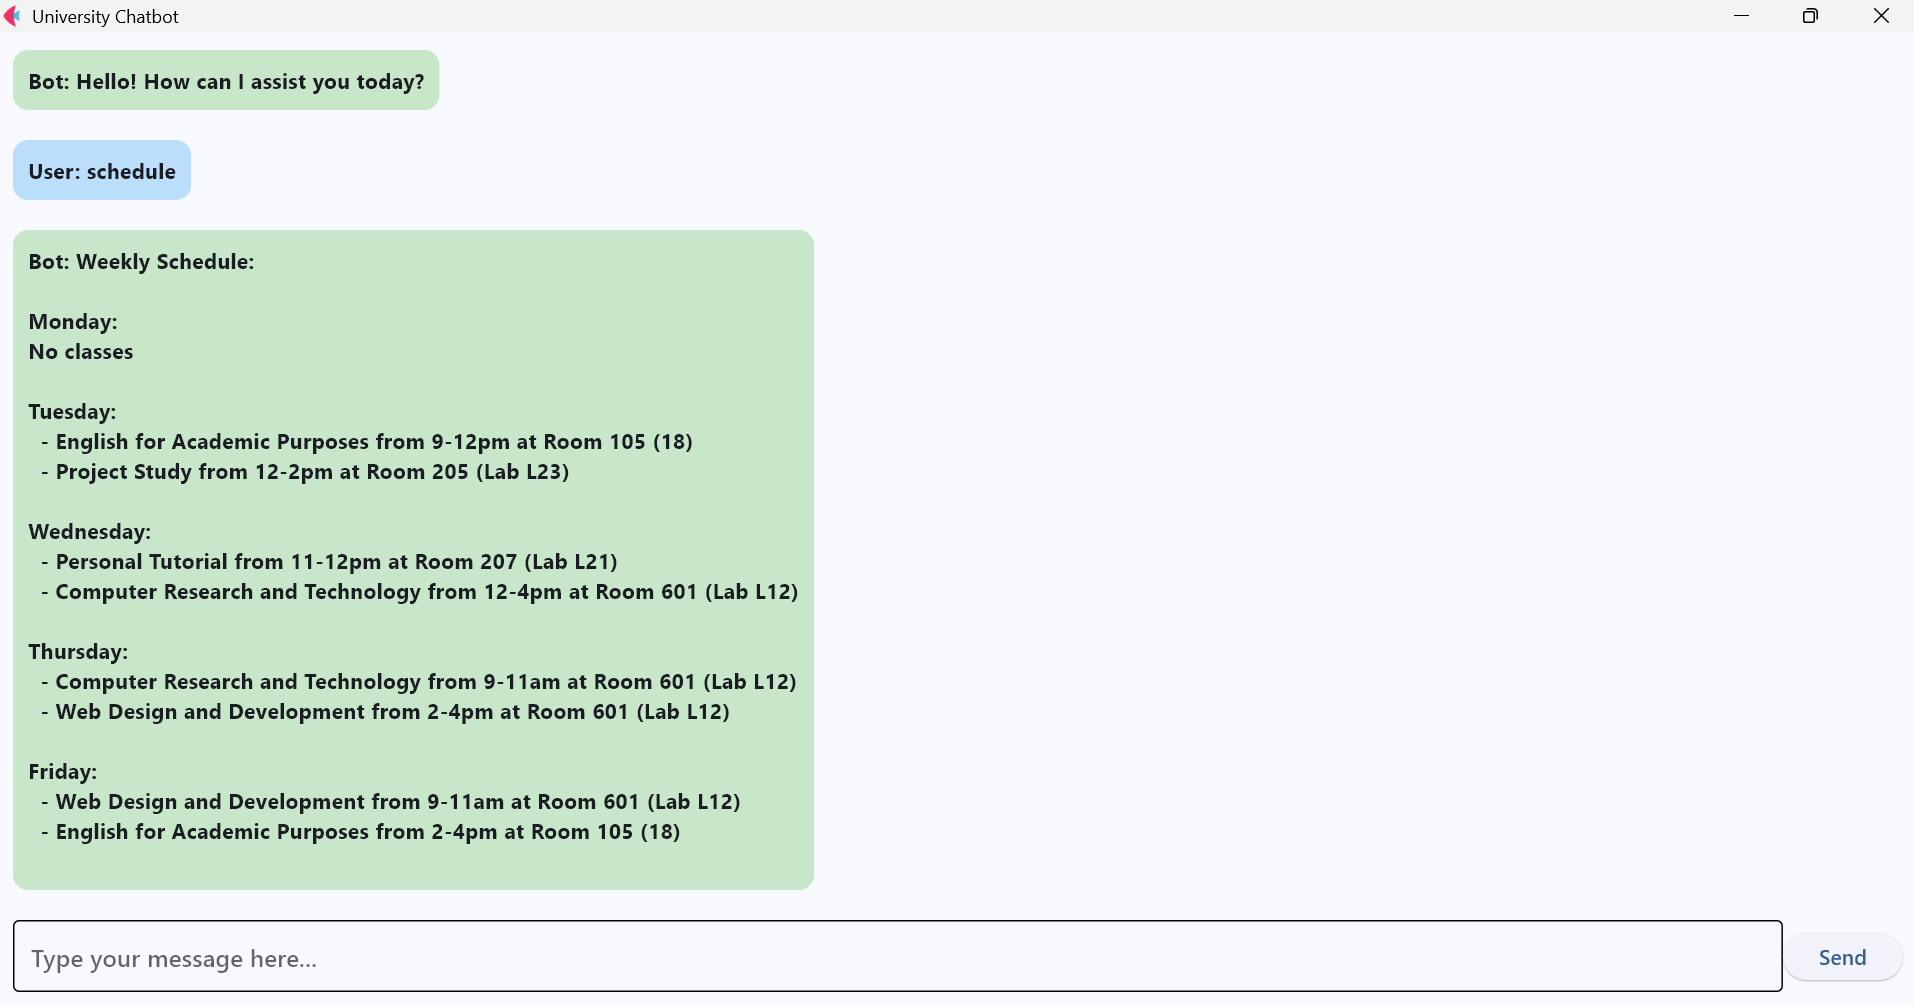 University Chatbot
Bot: Hello! How can I assist you today?
User: schedule
Bot: Weekly Schedule:
Monday:
No classes
Tuesday:
- English for Academic Purposes from 9-12pm at Room 105 (18)
- Project Study from 12-2pm at Room 205 (Lab L23)
Wednesday:
- Personal Tutorial from 11-12pm at Room 207 (Lab L21)
- Computer Research and Technology from 12-4pm at Room 601 (Lab L12)
Thursday:
- Computer Research and Technology from 9-11am at Room 601 (Lab L12)
- Web Design and Development from 2-4pm at Room 601 (Lab L12)
Friday:
- Web Design and Development from 9-11am at Room 601 (Lab L12)
- English for Academic Purposes from 2-4pm at Room 105 (18)
Type your message here...
Send